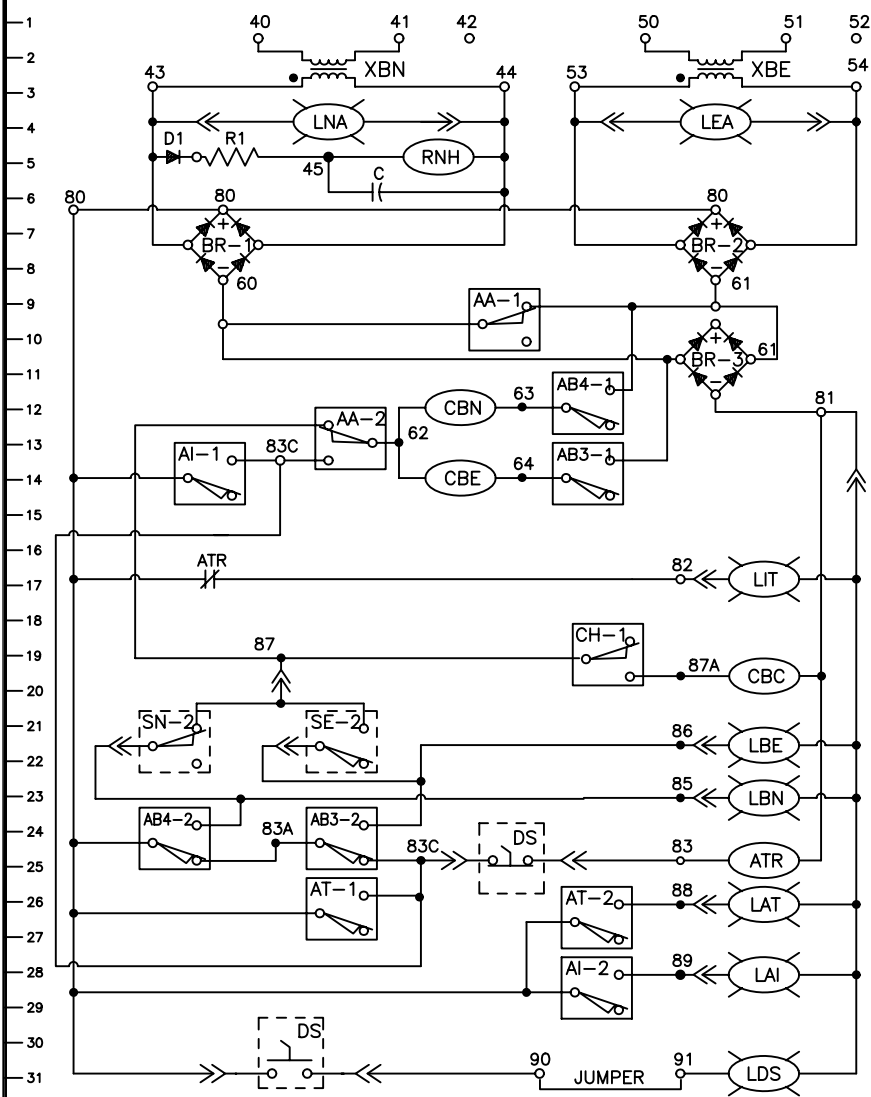 1 40 41 42 50 51 52
2 XBN XBE
43 44 53 54
3
4 LNA LEA
D1 R1
5 45 RNH
C
6
80 80 80
7 + BR-1 + BR-2
8 − 60 − 61
9 AA-1
10 +
BR-3 61
11 AB4-1 −
12 CBN 63 81
AA-2 62
13 AI-1 83C AB3-1
14 CBE 64
15
16 ATR
17 82 LIT
18
CH-1
19 87 87A CBC
20
21 SN-2 SE-2 86
22 LBE
85
23 LBN
24 AB4-2 83A AB3-2 DS
83C 83
25 ATR
AT-1 88
26 AT-2 LAT
27
28 AI-2 89 LAI
29
30 DS
90 91
31 JUMPER LDS